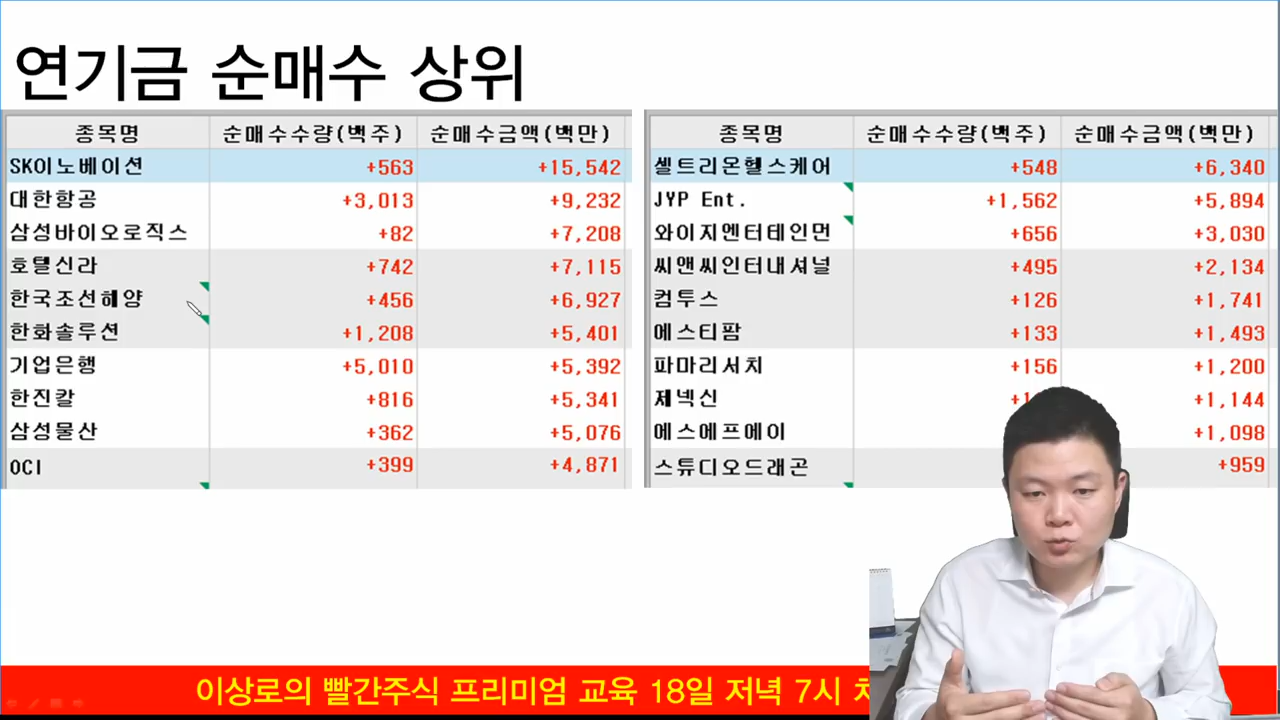 연기금 순매수 상위
종목명 순매수수량(백주) 순매수금액(백만)
SK이노베이션 +563 +15,542
대한항공 +3,013 +9,232
삼성바이오로직스 +82 +7,208
호텔신라 +742 +7,115
한국조선해양 +456 +6,927
한화솔루션 +1,208 +5,401
기업은행 +5,010 +5,392
한진칼 +816 +5,341
삼성물산 +362 +5,076
OCI +399 +4,871
종목명 순매수수량(백주) 순매수금액(백만)
셀트리온헬스케어 +548 +6,340
JYP Ent. +1,562 +5,894
와이지엔터테인먼 +656 +3,030
씨앤씨인터내셔널 +495 +2,134
컴투스 +126 +1,741
에스티팜 +133 +1,493
파마리서치 +156 +1,200
제넥신 +1,144
에스에프에이 +1,098
스튜디오드래곤 +959
이상로의 빨간주식 프리미엄 교육 18일 저녁 7시